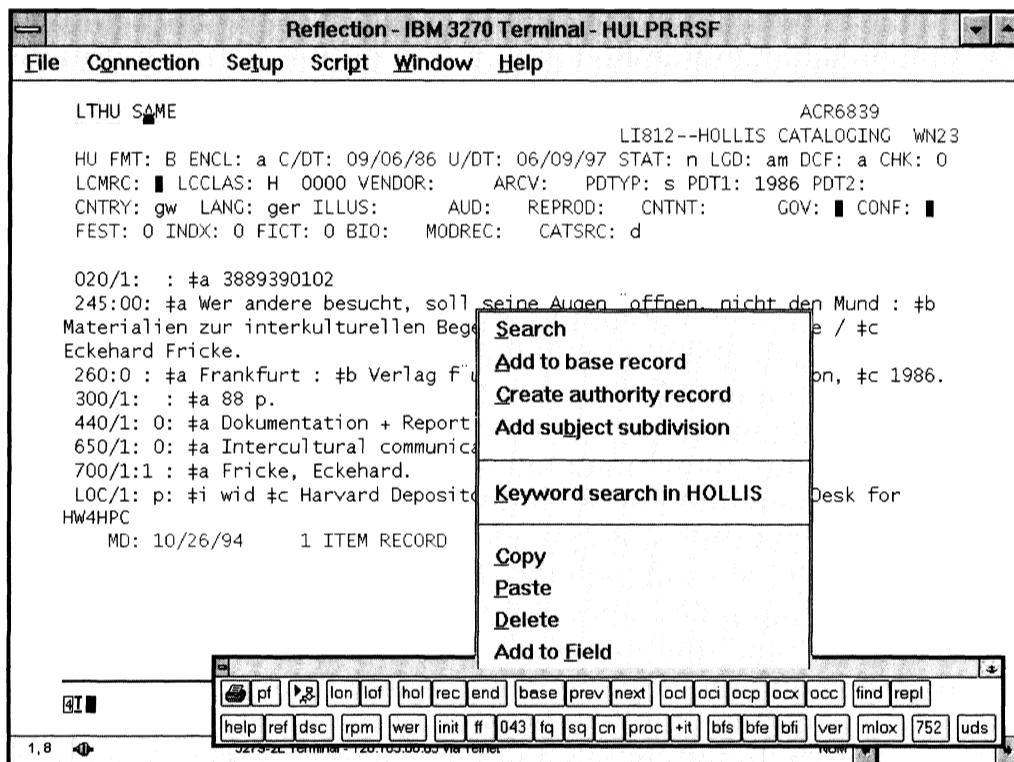 Reflection - IBM 3270 Terminal - HULPR.RSF
File Connection Setup Script Window Help
LTHU SAME ACR6839
LI812--HOLLIS CATALOGING WN23
HU FMT: B ENCL: a C/DT: 09/06/86 U/DT: 06/09/97 STAT: n LGD: am DCF: a CHK: 0
LCMRC: LCCLAS: H 0000 VENDOR: ARCV: PDTYP: s PDT1: 1986 PDT2:
CNTRY: gw LANG: ger ILLUS: AUD: REPROD: CNTNT: GOV: CONF:
FEST: 0 INDX: 0 FICT: 0 BIO: MODREC: CATSRC: d
020/1: : ‡a 3889390102
245:00: ‡a Wer andere besucht, soll seine Augen ¨offnen, nicht den Mund : ‡b
Materialien zur interkulturellen Bege e / ‡c
Eckehard Fricke.
260:0 : ‡a Frankfurt : ‡b Verlag f¨u on, ‡c 1986.
300/1: : ‡a 88 p.
440/1: 0: ‡a Dokumentation + Report
650/1: 0: ‡a Intercultural communica
700/1:1 : ‡a Fricke, Eckehard.
LOC/1: p: ‡i wid ‡c Harvard Deposito Desk for
HW4HPC
MD: 10/26/94 1 ITEM RECORD
Search
Add to base record
Create authority record
Add subject subdivision
Keyword search in HOLLIS
Copy
Paste
Delete
Add to Field
pf lon lof hol rec end base prev next ocl oci ocp ocx occ find repl
help ref dsc rpm wer init ff 043 fq sq cn proc +it bfs bfe bfi ver mlox 752 uds
4
1,8